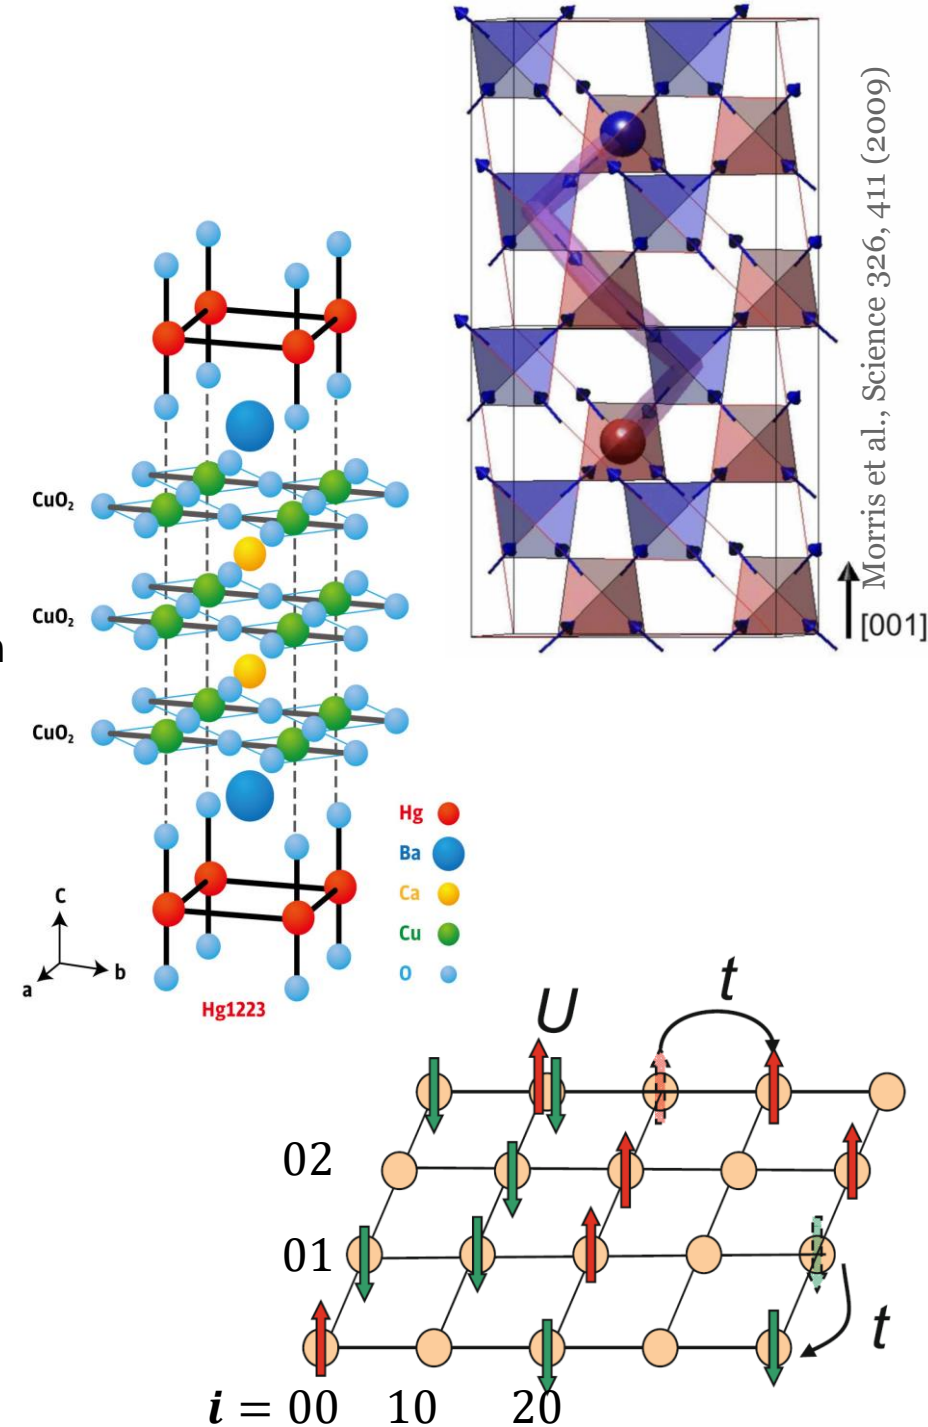 Morris et al., Science 326, 411 (2009)
[001]
CuO₂
CuO₂
CuO₂
n
Hg
Ba
Ca
Cu
O
c
a
b
Hg1223
U
t
02
01
t
i = 00 10 20